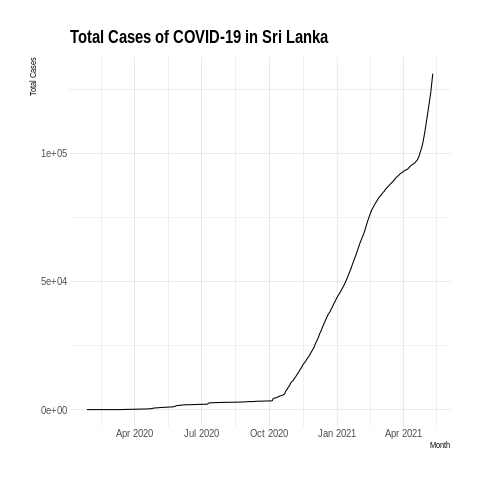 Total Cases of COVID-19 in Sri Lanka
Total Cases
1e+05
5e+04
0e+00
Apr 2020 Jul 2020 Oct 2020 Jan 2021 Apr 2021
Month